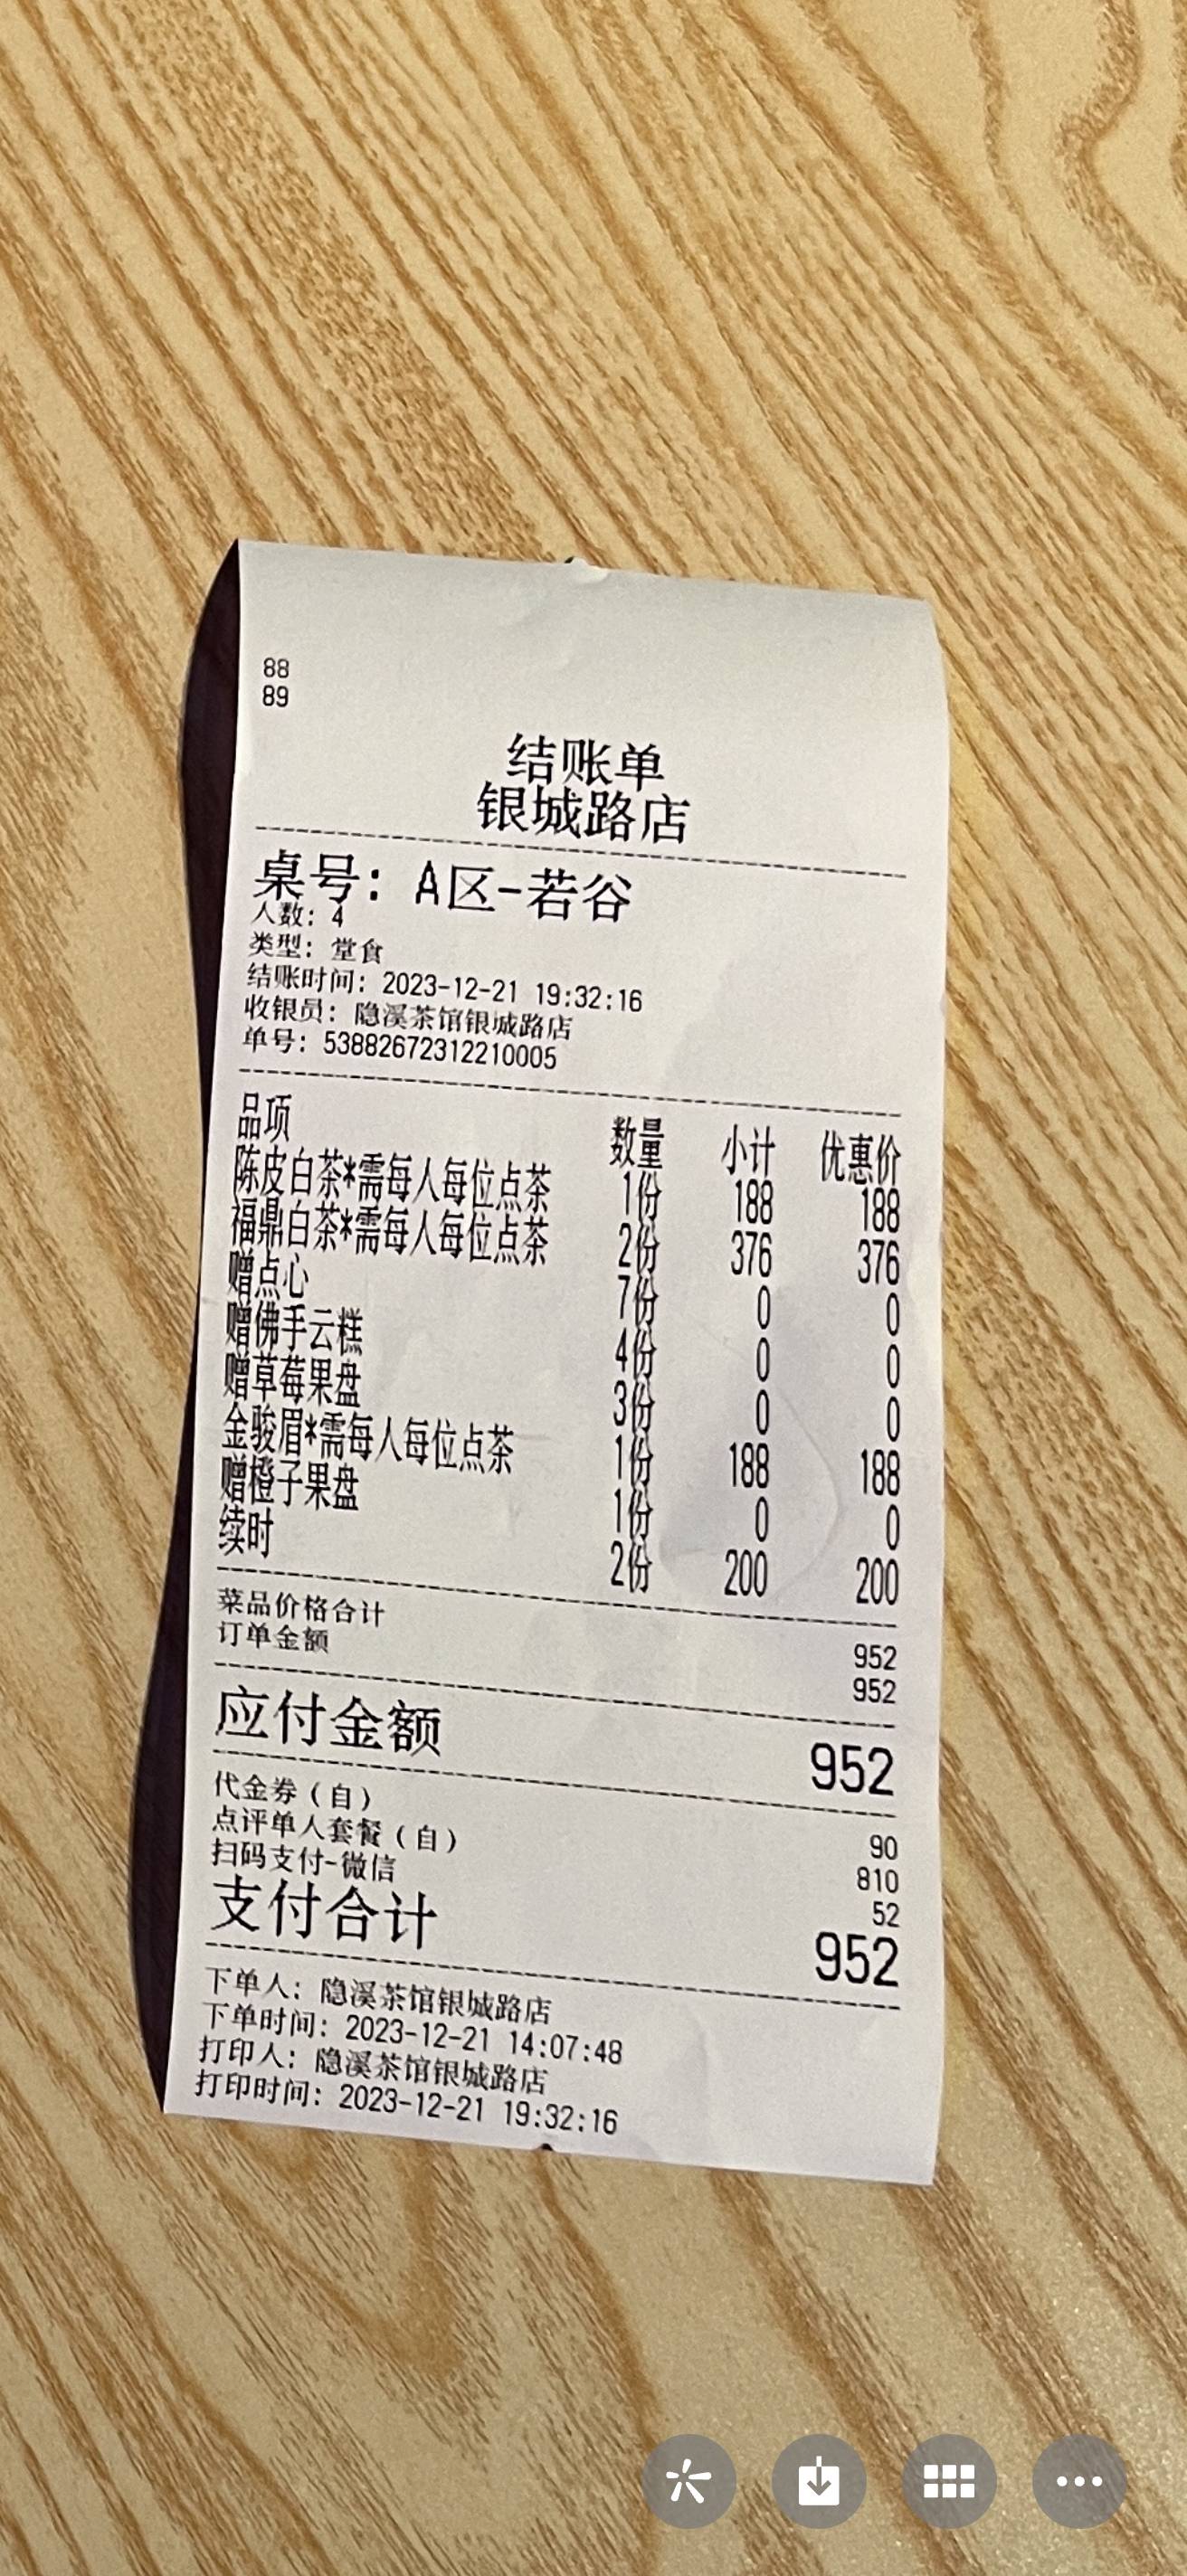 88
89
结账单
银城路店
桌号: A区-若谷
人数: 4
类型: 堂食
结账时间: 2023-12-21 19:32:16
收银员: 隐溪茶馆银城路店
单号: 53882672312210005
品项 数量 小计 优惠价
陈皮白茶*需每人每位点茶 1份 188 188
福鼎白茶*需每人每位点茶 2份 376 376
赠点心 7份 0 0
赠佛手云糕 4份 0 0
赠草莓果盘 3份 0 0
金骏眉*需每人每位点茶 1份 188 188
赠橙子果盘 1份 0 0
续时 2份 200 200
菜品价格合计 952
订单金额 952
应付金额 952
代金券(自) 90
点评单人套餐(自) 810
扫码支付-微信 52
支付合计 952
下单人: 隐溪茶馆银城路店
下单时间: 2023-12-21 14:07:48
打印人: 隐溪茶馆银城路店
打印时间: 2023-12-21 19:32:16